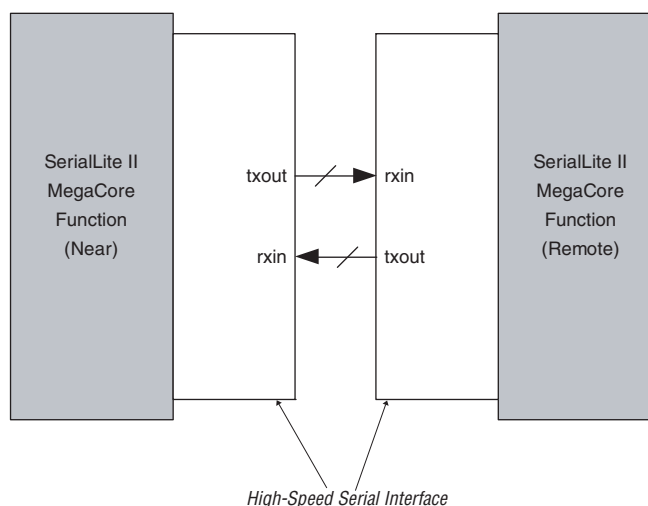 SerialLite II
MegaCore
Function
(Near)
txout
rxin
rxin
txout
SerialLite II
MegaCore
Function
(Remote)
High-Speed Serial Interface